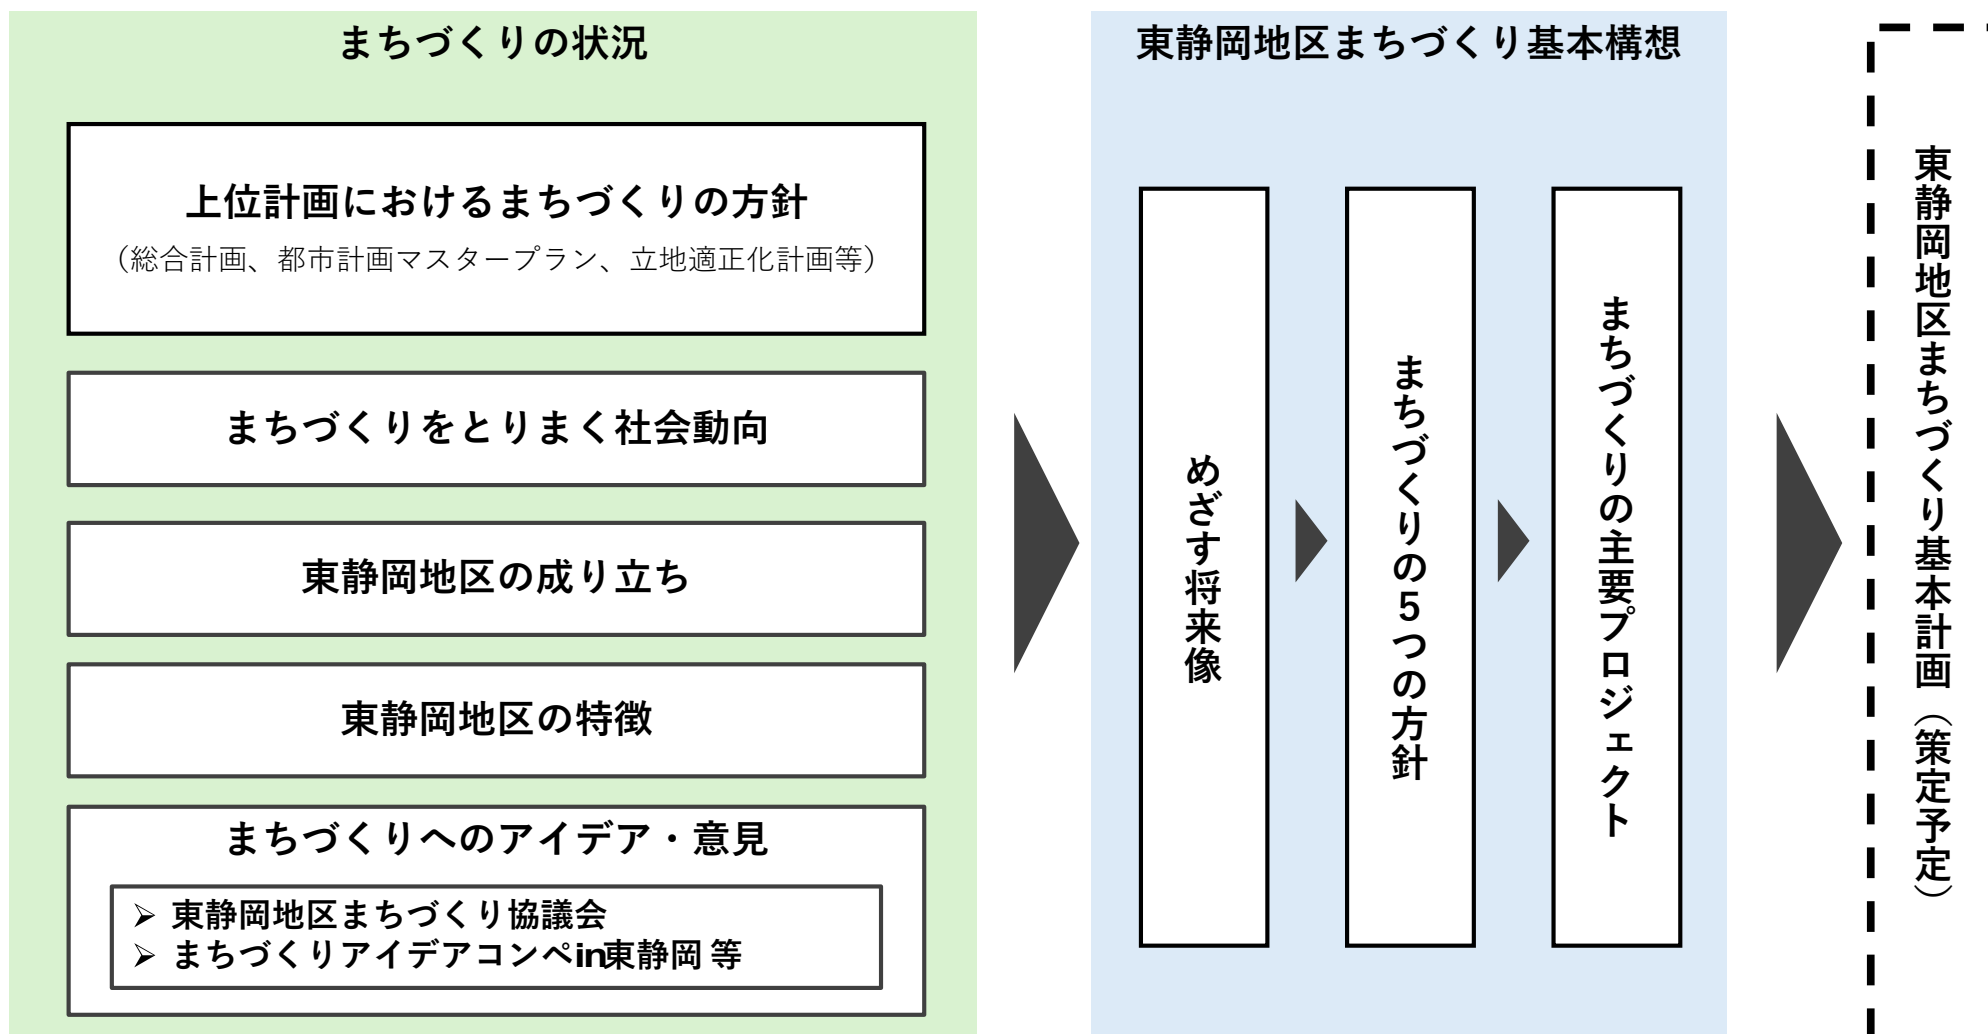 まちづくりの状況
上位計画におけるまちづくりの方針
（総合計画、都市計画マスタープラン、立地適正化計画等）
まちづくりをとりまく社会動向
東静岡地区の成り立ち
東静岡地区の特徴
まちづくりへのアイデア・意見
➢ 東静岡地区まちづくり協議会
➢ まちづくりアイデアコンペin東静岡 等
東静岡地区まちづくり基本構想
めざす将来像
まちづくりの5つの方針
まちづくりの主要プロジェクト
東静岡地区まちづくり基本計画（策定予定）